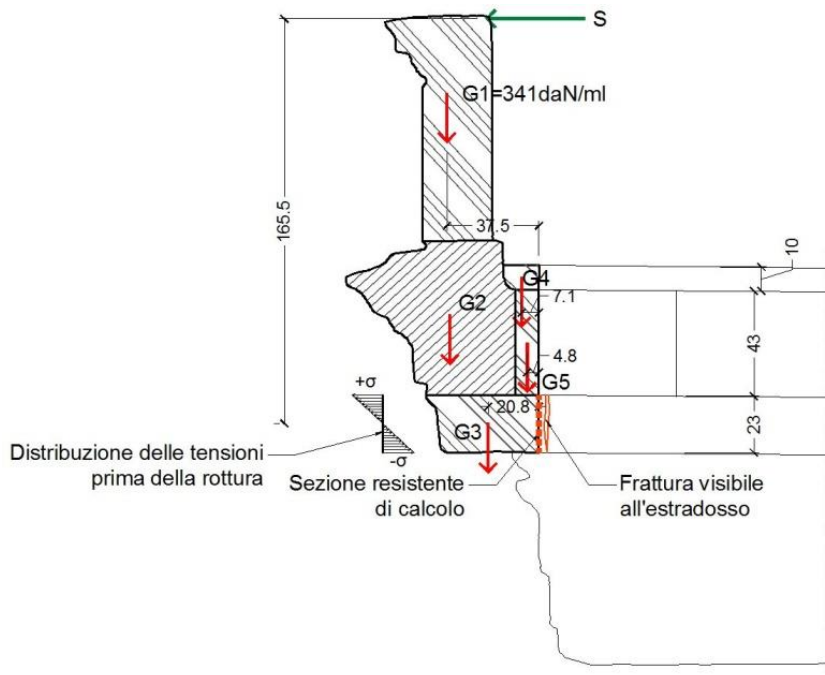 S
G1=341daN/ml
165.5
37.5
10
G4
7.1
G2
43
4.8
G5
+σ
20.8
23
G3
-σ
Distribuzione delle tensioni
prima della rottura
Sezione resistente
di calcolo
Frattura visibile
all'estradosso